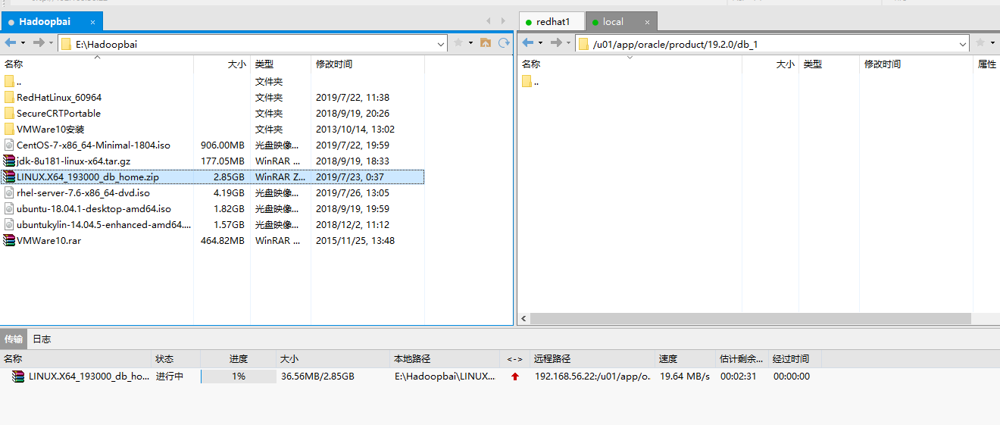 Hadoopbai ×
redhat1 local ×
E:\Hadoopbai
/u01/app/oracle/product/19.2.0/db_1
名称 大小 类型 修改时间
.. 文件夹
RedHatLinux_60964 文件夹 2019/7/22, 11:38
SecureCRTPortable 文件夹 2018/9/19, 20:26
VMWare10安装 文件夹 2013/10/14, 13:02
CentOS-7-x86_64-Minimal-1804.iso 906.00MB 光盘映像... 2019/7/22, 19:59
jdk-8u181-linux-x64.tar.gz 177.05MB WinRAR ... 2018/9/19, 18:33
LINUX.X64_193000_db_home.zip 2.85GB WinRAR Z... 2019/7/23, 0:37
rhel-server-7.6-x86_64-dvd.iso 4.19GB 光盘映像... 2019/7/26, 13:05
ubuntu-18.04.1-desktop-amd64.iso 1.82GB 光盘映像... 2018/9/19, 19:59
ubuntukylin-14.04.5-enhanced-amd64.... 1.57GB 光盘映像... 2018/12/2, 11:12
VMWare10.rar 464.82MB WinRAR ... 2015/11/25, 13:48
名称 大小 类型 修改时间 属性
..
传输 日志
名称 状态 进度 大小 本地路径 <-> 远程路径 速度 估计剩余... 经过时间
LINUX.X64_193000_db_ho... 进行中 1% 36.56MB/2.85GB E:\Hadoopbai\LINUX... 192.168.56.22:/u01/app/o. 19.64 MB/s 00:02:31 00:00:00